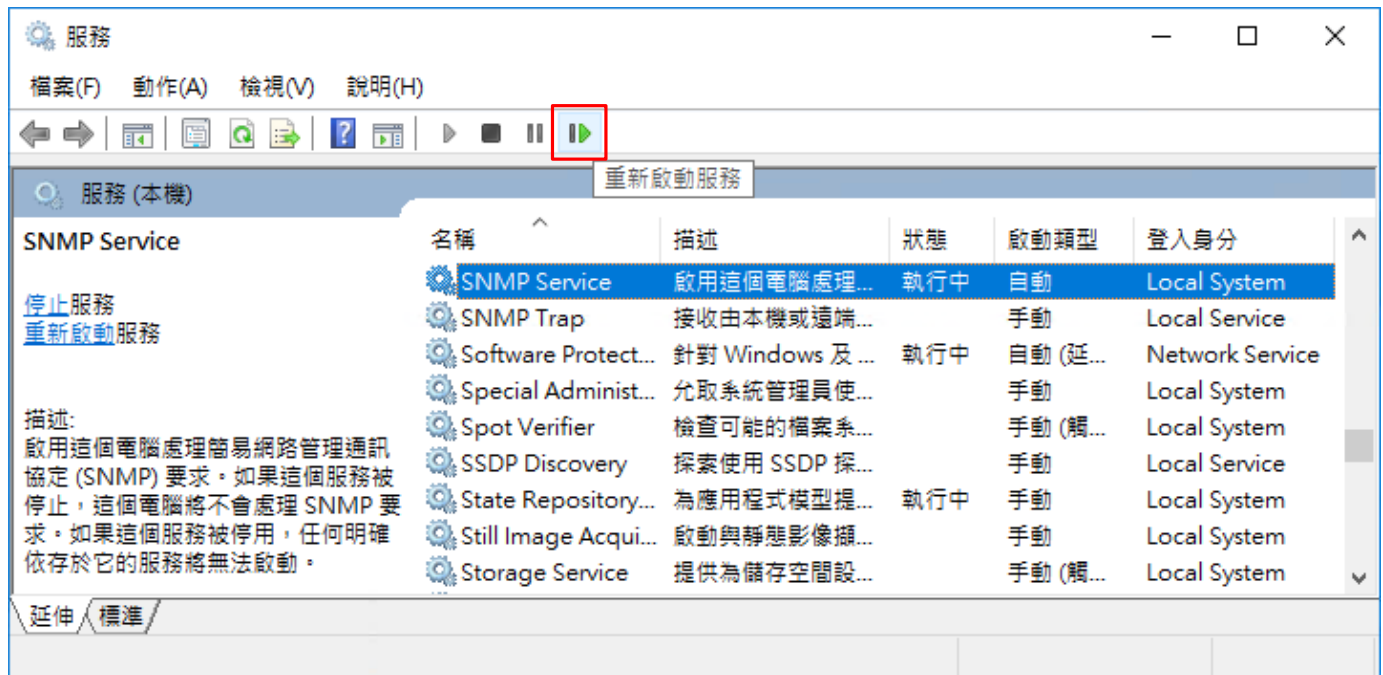 服務
檔案(F) 動作(A) 檢視(V) 說明(H)
重新啟動服務
服務 (本機)
SNMP Service
停止服務
重新啟動服務
描述:
啟用這個電腦處理簡易網路管理通訊
協定 (SNMP) 要求。如果這個服務被
停止，這個電腦將不會處理 SNMP 要
求。如果這個服務被停用，任何明確
依存於它的服務將無法啟動。
名稱 描述 狀態 啟動類型 登入身分
SNMP Service 啟用這個電腦處理... 執行中 自動 Local System
SNMP Trap 接收由本機或遠端... 手動 Local Service
Software Protect... 針對 Windows 及 ... 執行中 自動 (延... Network Service
Special Administ... 允取系統管理員使... 手動 Local System
Spot Verifier 檢查可能的檔案系... 手動 (觸... Local System
SSDP Discovery 探索使用 SSDP 探... 手動 Local Service
State Repository... 為應用程式模型提... 執行中 手動 Local System
Still Image Acqui... 啟動與靜態影像擷... 手動 Local System
Storage Service 提供為儲存空間設... 手動 (觸... Local System
延伸 標準